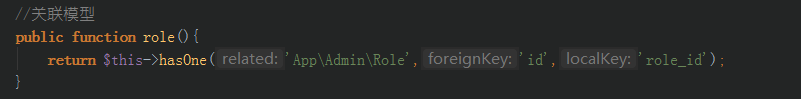 //关联模型
public function role(){
return $this->hasOne( related: 'App\Admin\Role', foreignKey: 'id', localKey: 'role_id');
}